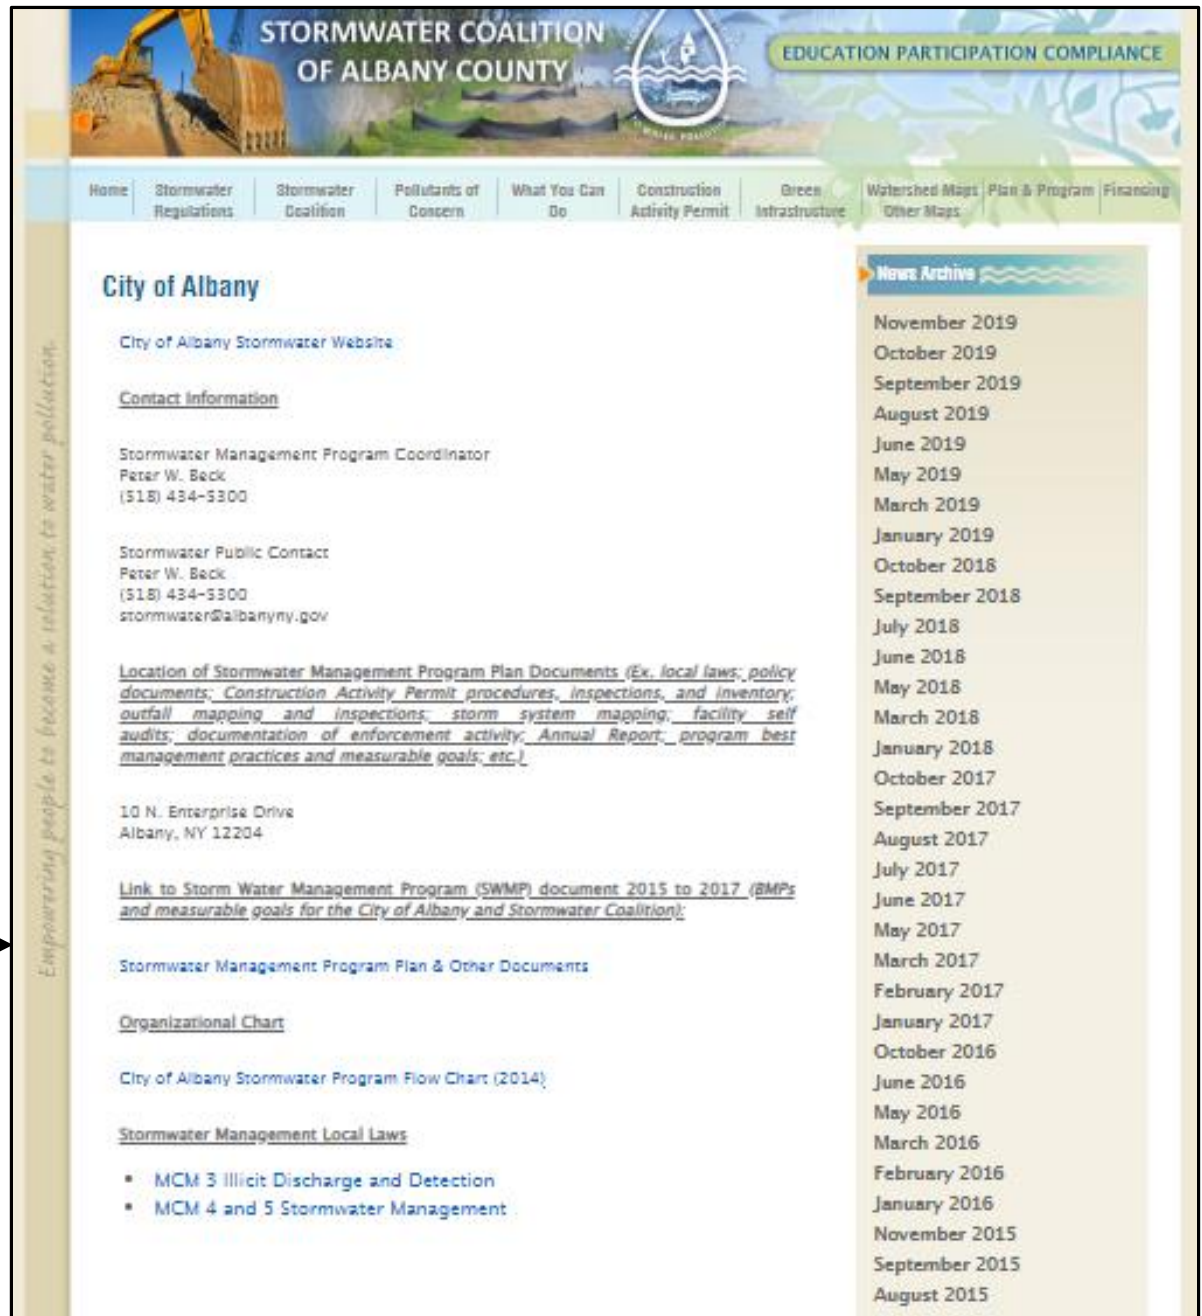 STORMWATER COALITION
OF ALBANY COUNTY
EDUCATION PARTICIPATION COMPLIANCE
Home
Stormwater
Regulations
Stormwater
Coalition
Pollutants of
Concern
What You Can
Do
Construction
Activity Permit
Green
Infrastructure
Watershed Maps
Other Maps
Plan & Program
Financing
Empowering people to become a solution to water pollution.
City of Albany
City of Albany Stormwater Website
Contact Information
Stormwater Management Program Coordinator
Peter W. Beck
(518) 434-5300
Stormwater Public Contact
Peter W. Beck
(518) 434-5300
stormwater@albanyny.gov
Location of Stormwater Management Program Plan Documents (Ex. local laws; policy
documents; Construction Activity Permit procedures, inspections, and inventory;
outfall mapping and inspections; storm system mapping; facility self
audits; documentation of enforcement activity; Annual Report; program best
management practices and measurable goals; etc.)
10 N. Enterprise Drive
Albany, NY 12204
Link to Storm Water Management Program (SWMP) document 2015 to 2017 (BMPs
and measurable goals for the City of Albany and Stormwater Coalition):
Stormwater Management Program Plan & Other Documents
Organizational Chart
City of Albany Stormwater Program Flow Chart (2014)
Stormwater Management Local Laws
• MCM 3 Illicit Discharge and Detection
• MCM 4 and 5 Stormwater Management
News Archive
November 2019
October 2019
September 2019
August 2019
June 2019
May 2019
March 2019
January 2019
October 2018
September 2018
July 2018
June 2018
May 2018
March 2018
January 2018
October 2017
September 2017
August 2017
July 2017
June 2017
May 2017
March 2017
February 2017
January 2017
October 2016
June 2016
May 2016
March 2016
February 2016
January 2016
November 2015
September 2015
August 2015